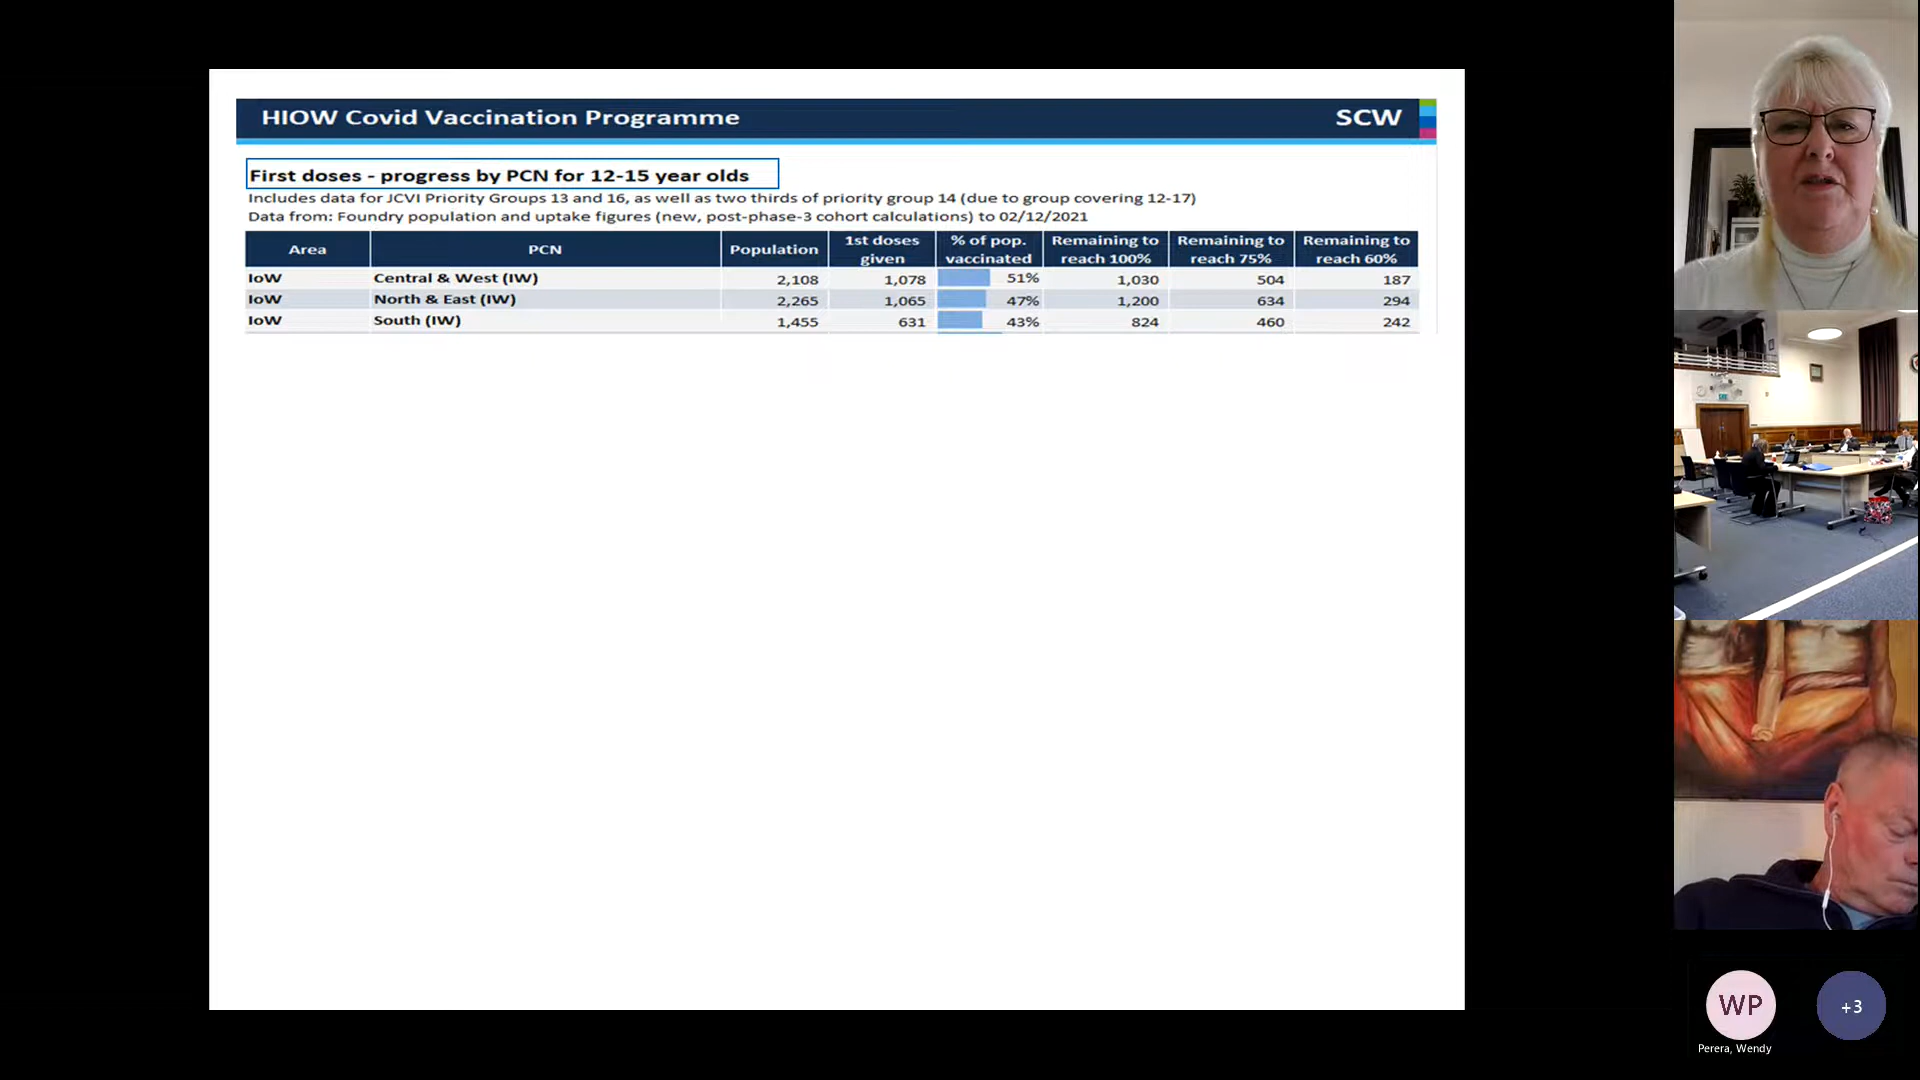 HIOW Covid Vaccination Programme SCW
First doses - progress by PCN for 12-15 year olds
Includes data for JCVI Priority Groups 13 and 16, as well as two thirds of priority group 14 (due to group covering 12-17)
Data from: Foundry population and uptake figures (new, post-phase-3 cohort calculations) to 02/12/2021
Area PCN Population 1st doses given % of pop. vaccinated Remaining to reach 100% Remaining to reach 75% Remaining to reach 60%
IoW Central & West (IW) 2,108 1,078 51% 1,030 504 187
IoW North & East (IW) 2,265 1,065 47% 1,200 634 294
IoW South (IW) 1,455 631 43% 824 460 242
WP +3
Perera, Wendy